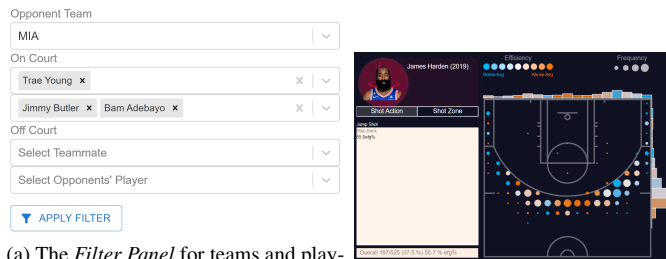 Opponent Team
MIA
On Court
Trae Young ×
Jimmy Butler × Bam Adebayo ×
Off Court
Select Teammate
Select Opponents' Player
APPLY FILTER
(a) The Filter Panel for teams and play-
James Harden (2019)
Shot Action Shot Zone
Jump Shot
Step Back
55.9efg%
Overall 197/525 (37.5 %) 55.7 % efg%
Efficiency
Below Avg Above Avg
Frequency